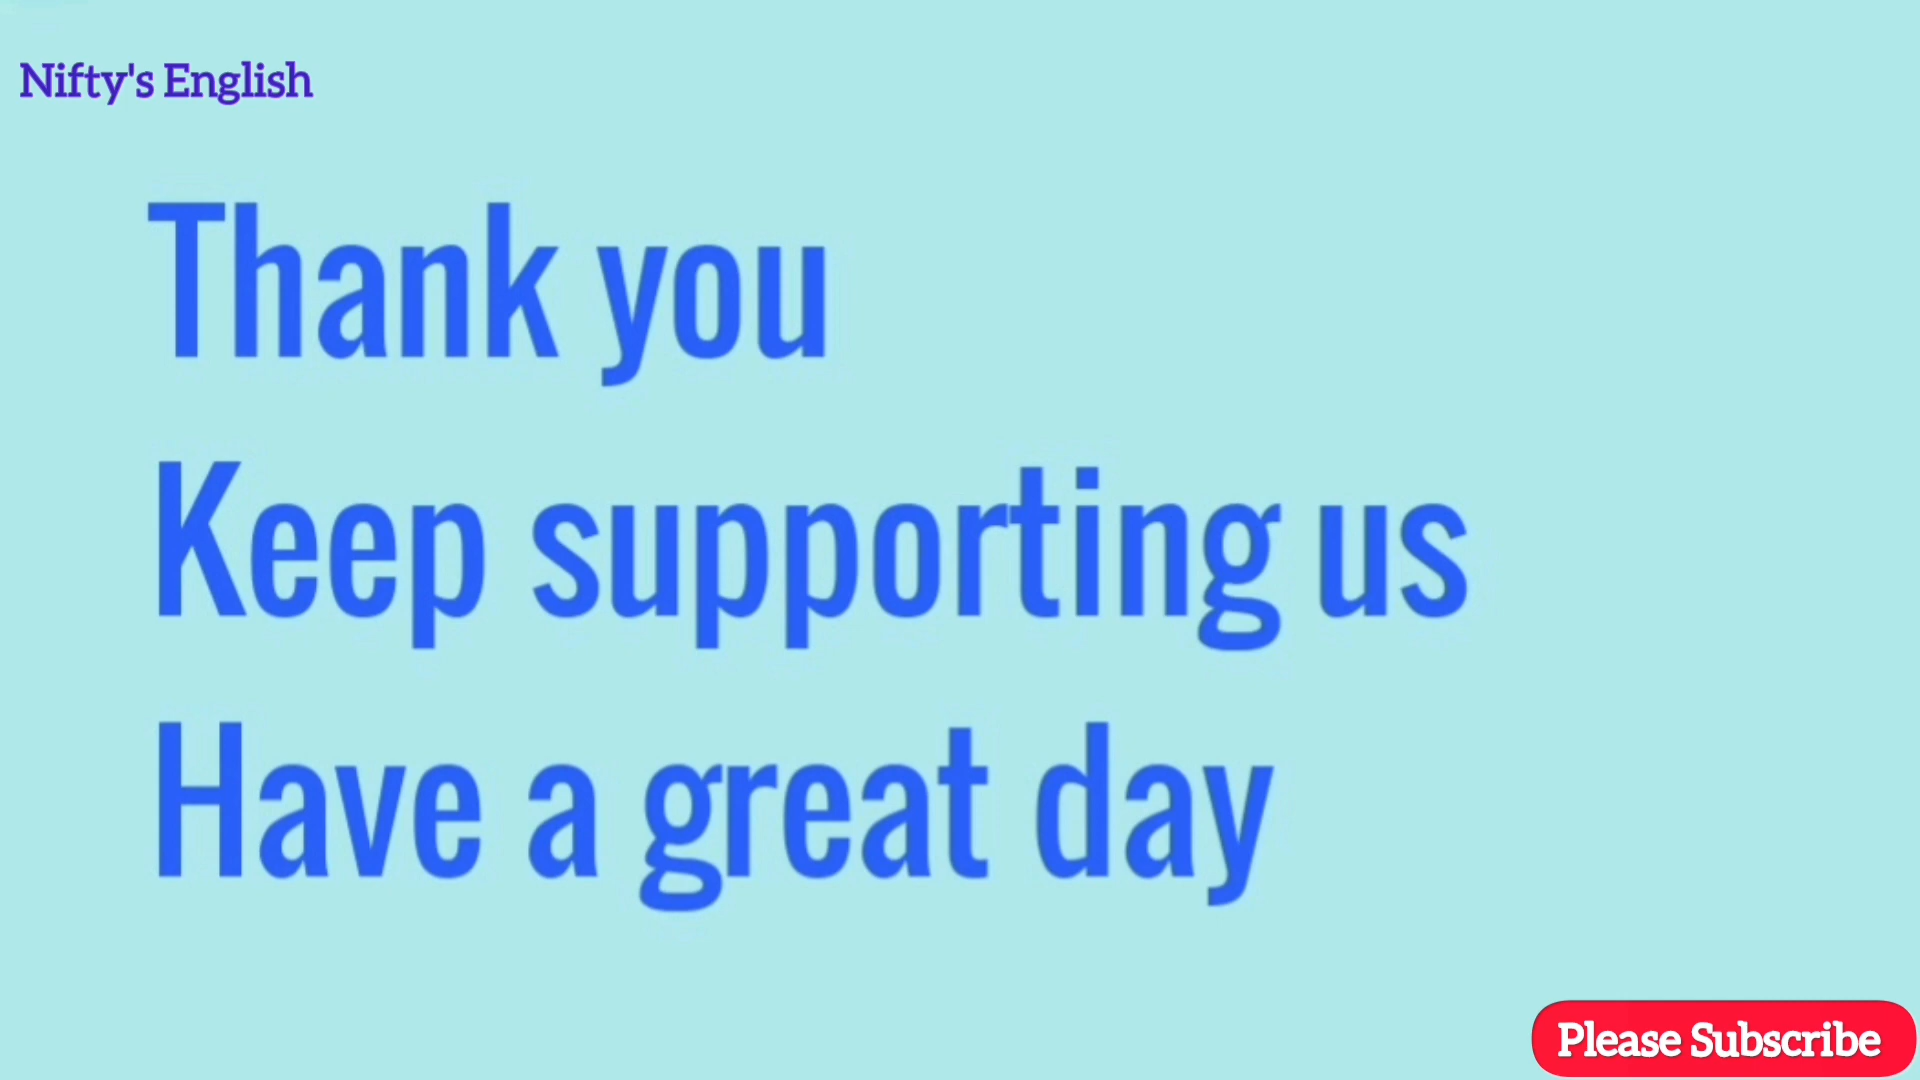 Nifty's English
Thank you
Keep supporting us
Have a great day
Please Subscribe